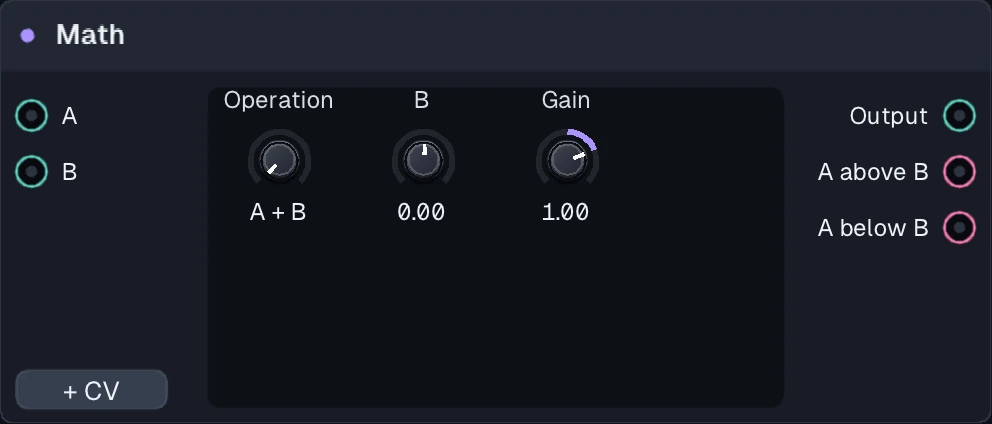 Math
Operation B Gain
A Output
B A above B
A + B 0.00 1.00
A below B
+ CV